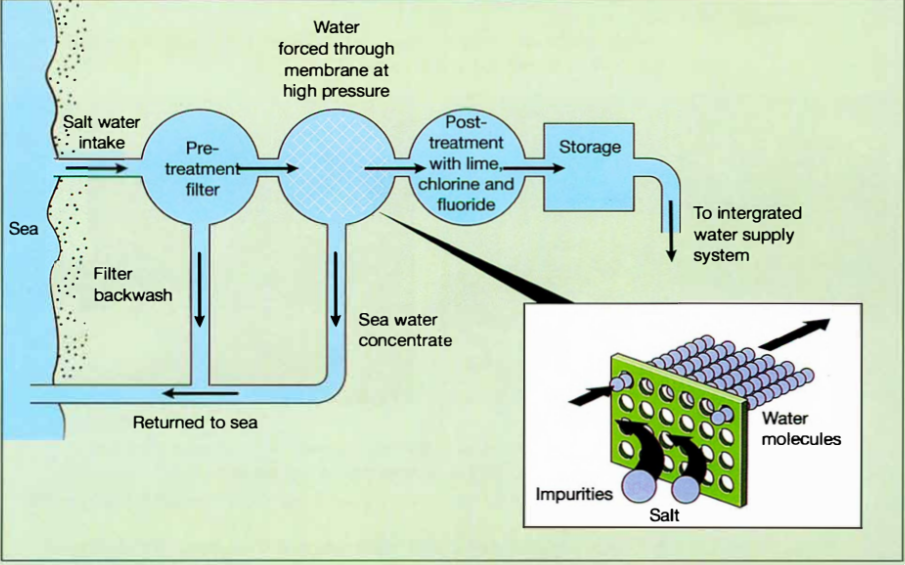 Water
forced through
membrane at
high pressure
Salt water
intake
Pre-
treatment
filter
Post-
treatment
with lime,
chlorine and
fluoride
Storage
Sea
To intergrated
water supply
system
Filter
backwash
Sea water
concentrate
Returned to sea
Water
molecules
Impurities
Salt